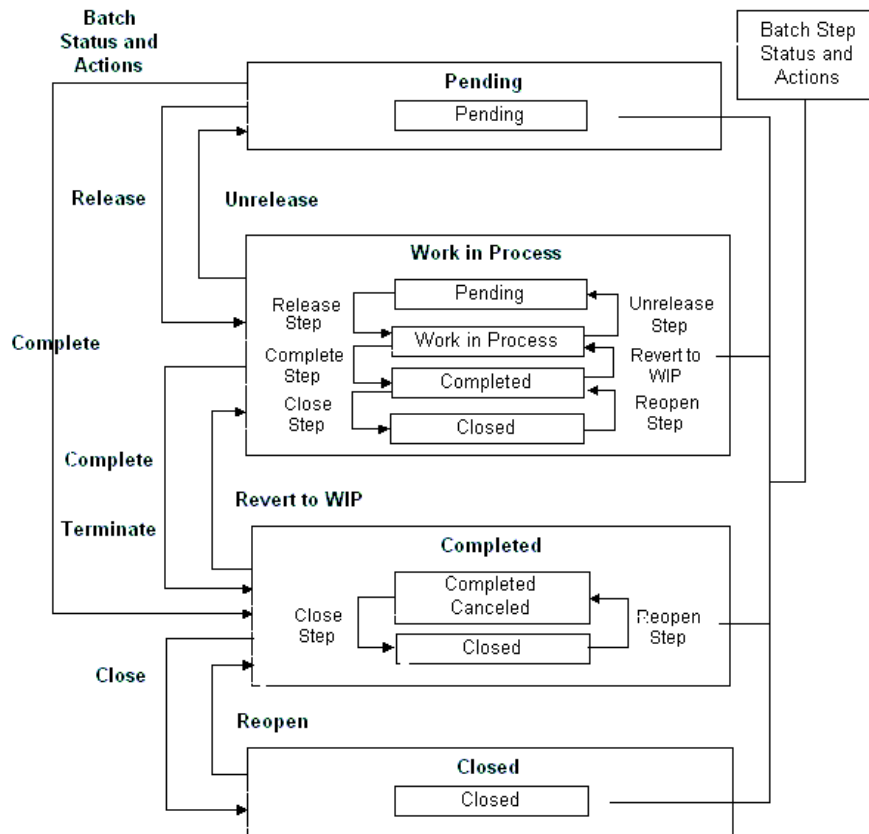 Batch
Status and
Actions
Batch Step
Status and
Actions
Pending
Pending
Release
Unrelease
Work in Process
Pending
Release
Step
Unrelease
Step
Work in Process
Complete
Complete
Step
Revert to
WIP
Completed
Close
Step
Reopen
Step
Closed
Complete
Revert to WIP
Terminate
Completed
Completed
Canceled
Close
Step
Reopen
Step
Closed
Close
Reopen
Closed
Closed